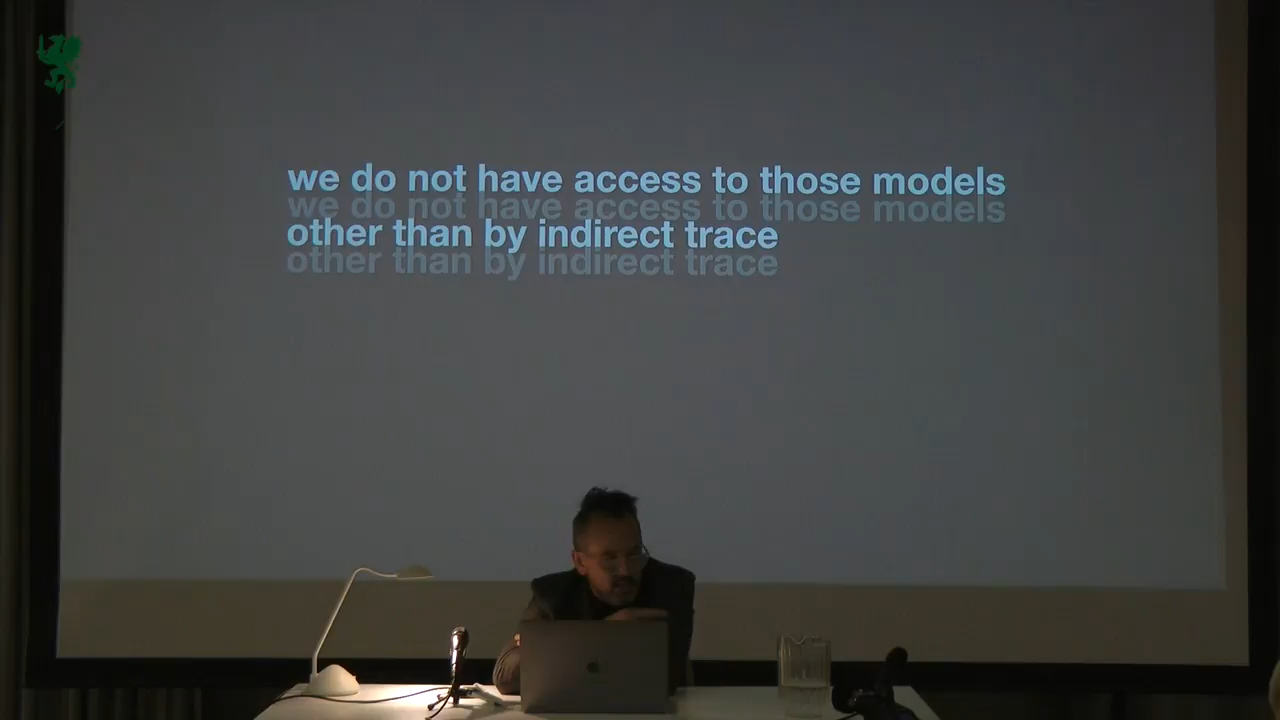 we do not have access to those models
we do not have access to those models
other than by indirect trace
other than by indirect trace